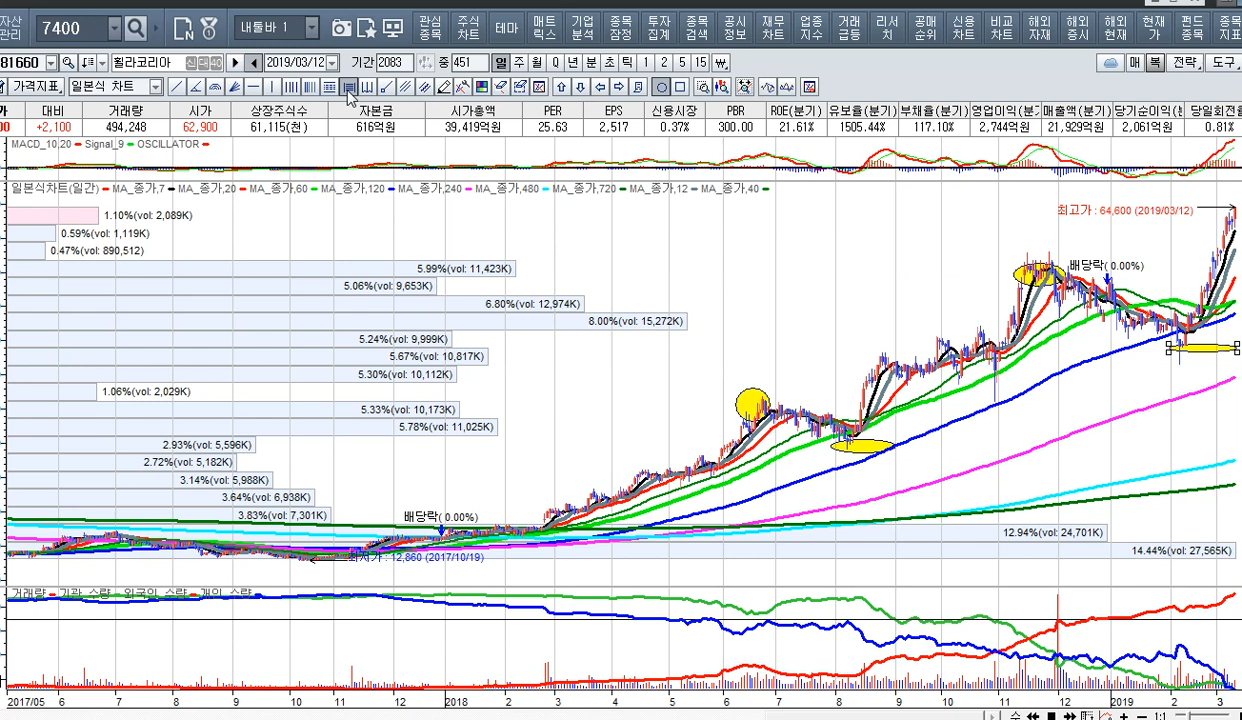 자산 관리 7400 내툴바 1 관심 종목 주식 차트 테마 매트 릭스 기업 분석 종목 잠정 투자 집계 종목 검색 공시 정보 재무 차트 업종 지수 거래 급등 리서 치 공매 순위 신용 차트 비교 차트 해외 자재 해외 증시 해외 현재 현재 가 펀드 종목 종목 지표
81660 휠라코리아 신 대 40 2019/03/12 기간 2083 중 451 일 주 월 Q 년 분 초 틱 1 2 5 15 매 복 전략 도구
가격지표 일본식 차트
대비 거래량 시가 상장주식수 자본금 시가총액 PER EPS 신용시장 PBR ROE(분기) 유보율(분기) 부채율(분기) 영업이익(분기 매출액(분기) 당기순이익(분 당일회전
+2,100 494,248 62,900 61,115(천) 616억원 39,419억원 25.63 2,517 0.37% 300.00 21.61% 1505.44% 117.10% 2,744억원 21,929억원 2,061억원 0.81%
MACD_10,20 Signal_9 OSCILLATOR
일본식차트(일간) MA_종가,7 MA_종가,20 MA_종가,60 MA_종가,120 MA_종가,240 MA_종가,480 MA_종가,720 MA_종가,12 MA_종가,40
최고가 : 64,600 (2019/03/12)
1.10%(vol: 2,089K)
0.59%(vol: 1,119K)
0.47%(vol: 890,512)
배당락( 0.00%)
5.99%(vol: 11,423K)
5.06%(vol: 9,653K)
6.80%(vol: 12,974K)
8.00%(vol: 15,272K)
5.24%(vol: 9,999K)
5.67%(vol: 10,817K)
5.30%(vol: 10,112K)
1.06%(vol: 2,029K)
5.33%(vol: 10,173K)
5.78%(vol: 11,025K)
2.93%(vol: 5,596K)
2.72%(vol: 5,182K)
3.14%(vol: 5,988K)
3.64%(vol: 6,938K)
3.83%(vol: 7,301K)
배당락( 0.00%)
12.94%(vol: 24,701K)
14.44%(vol: 27,565K)
최저가 : 12,860 (2017/10/19)
거래량 기관_수량 외국인_수량 개인_수량
2017/05 6 7 8 9 10 11 12 2018 2 3 4 5 6 7 8 9 10 11 12 2019 2 3
수 1:1